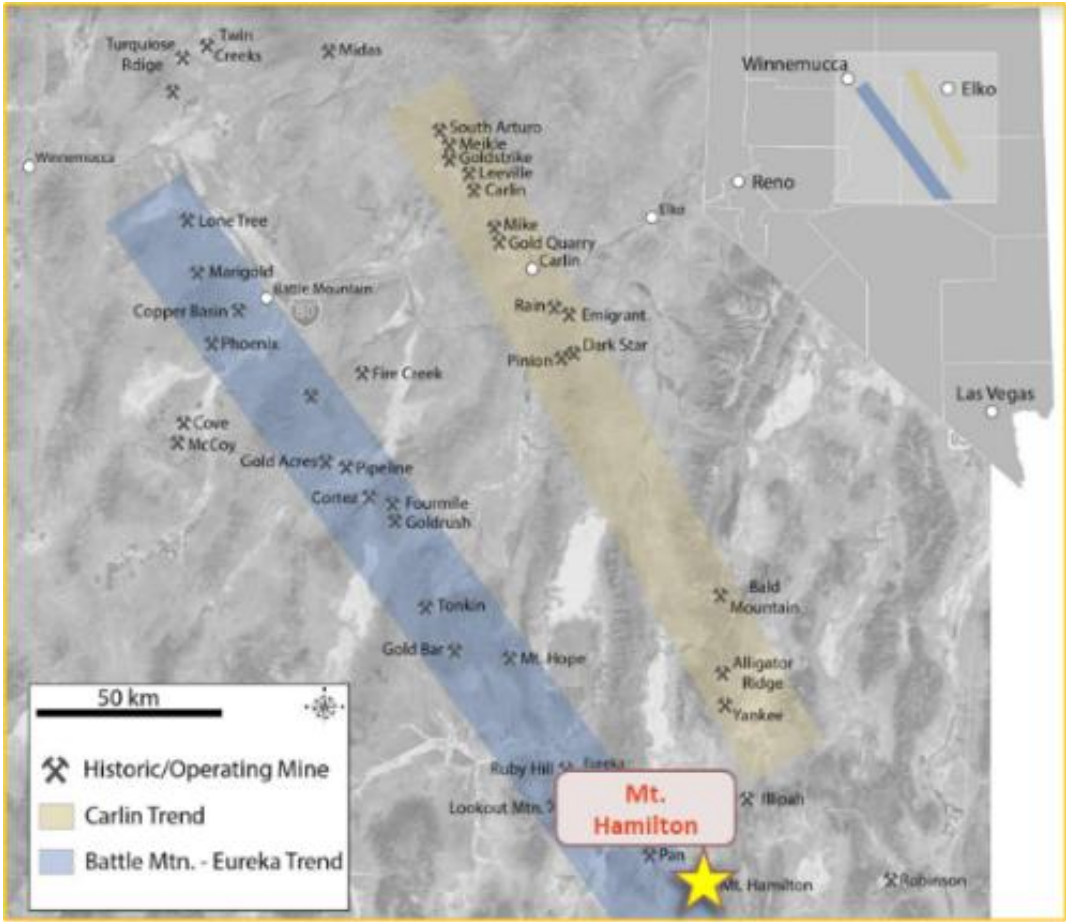 Turquiose
Rdige
Twin
Creeks
Midas
Winnemucca
Elko
Reno
Las Vegas
Winnemucca
South Arturo
Meikle
Goldstrike
Leeville
Carlin
Elko
Mike
Gold Quarry
Carlin
Lone Tree
Marigold
Battle Mountain
80
Copper Basin
Phoenix
Rain
Emigrant
Dark Star
Pinion
Fire Creek
Cove
McCoy
Gold Acres
Pipeline
Cortez
Fourmile
Goldrush
Bald
Mountain
Tonkin
Gold Bar
Mt. Hope
Alligator
Ridge
Yankee
Ruby Hill
Eureka
Lookout Mtn.
Illipah
Mt.
Hamilton
Pan
Mt. Hamilton
Robinson
50 km
Historic/Operating Mine
Carlin Trend
Battle Mtn. - Eureka Trend